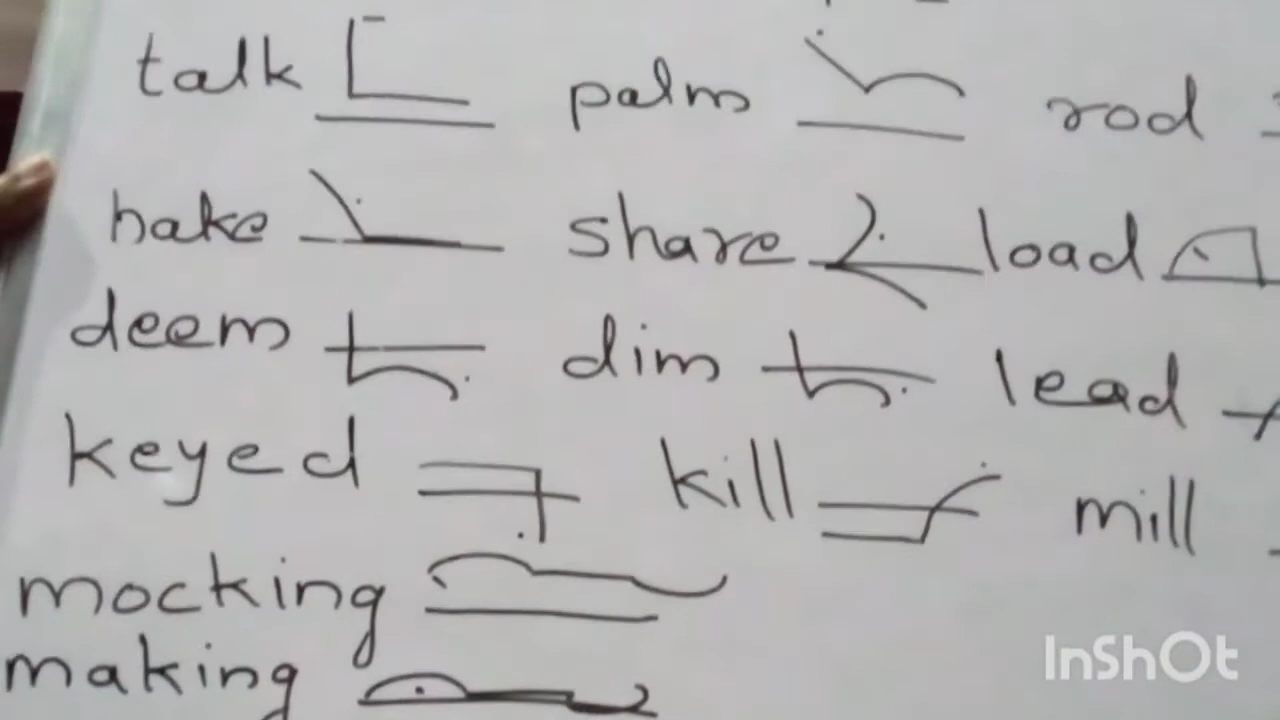 talk palm rod
bake share load
deem dim lead
keyed kill mill
mocking
making
InShOt